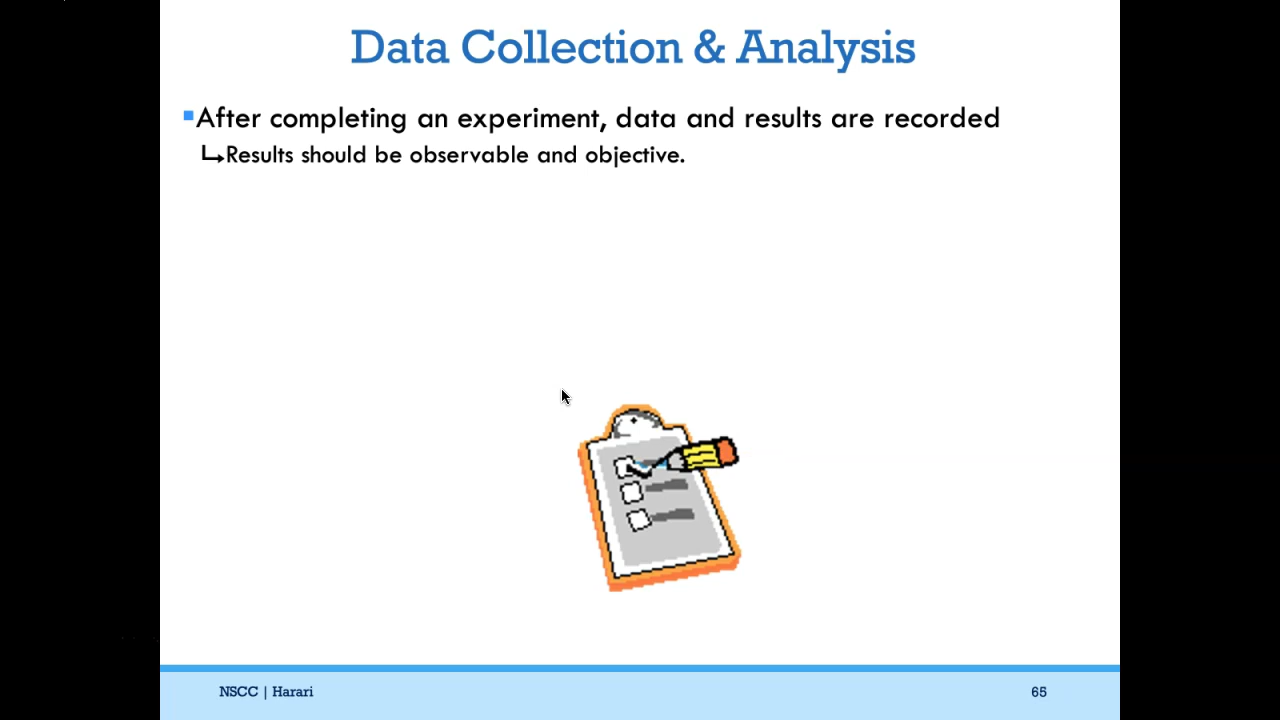 Data Collection & Analysis
After completing an experiment, data and results are recorded
Results should be observable and objective.
NSCC | Harari
65